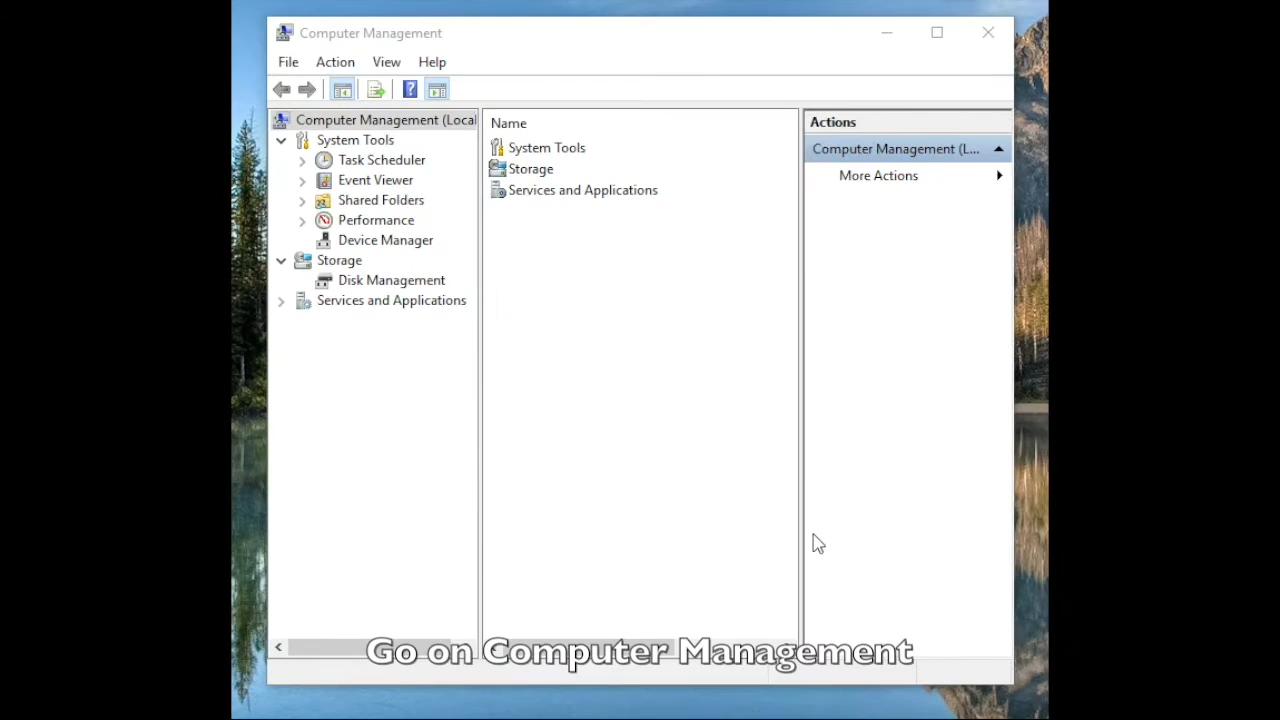 Computer Management
File Action View Help
Computer Management (Local
System Tools
Task Scheduler
Event Viewer
Shared Folders
Performance
Device Manager
Storage
Disk Management
Services and Applications
Name
System Tools
Storage
Services and Applications
Actions
Computer Management (L...
More Actions
Go on Computer Management